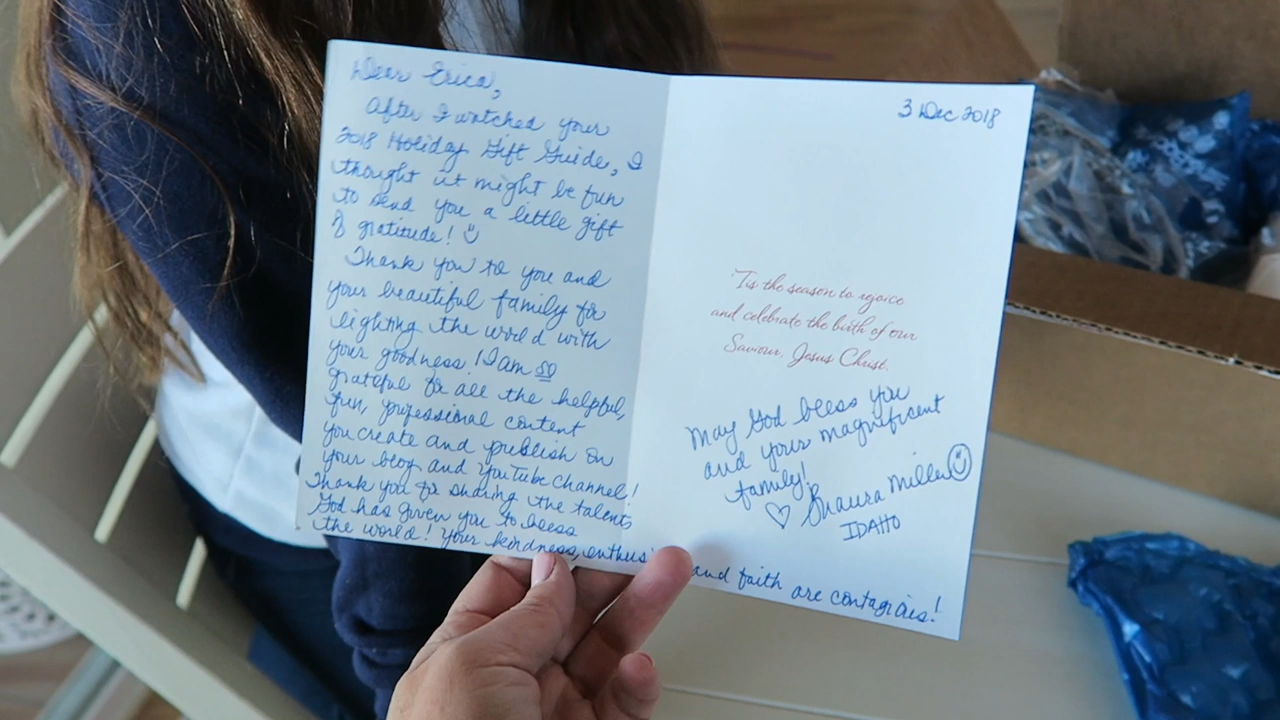 Dear Erica,
After I watched your
2018 Holiday Gift Guide, I
thought it might be fun
to send you a little gift
of gratitude! ☺
Thank you to you and
your beautiful family for
lighting the world with
your goodness! I am so
grateful for all the helpful,
fun, professional content
you create and publish on
your blog and YouTube channel!
Thank you for sharing the talents
God has given you to bless
the world! Your kindness, enthus and faith are contagious!
3 Dec 2018
'Tis the season to rejoice
and celebrate the birth of our
Saviour, Jesus Christ.
May God bless you
and your magnificent
family!
♡ Shaura Miller ☺
IDAHO